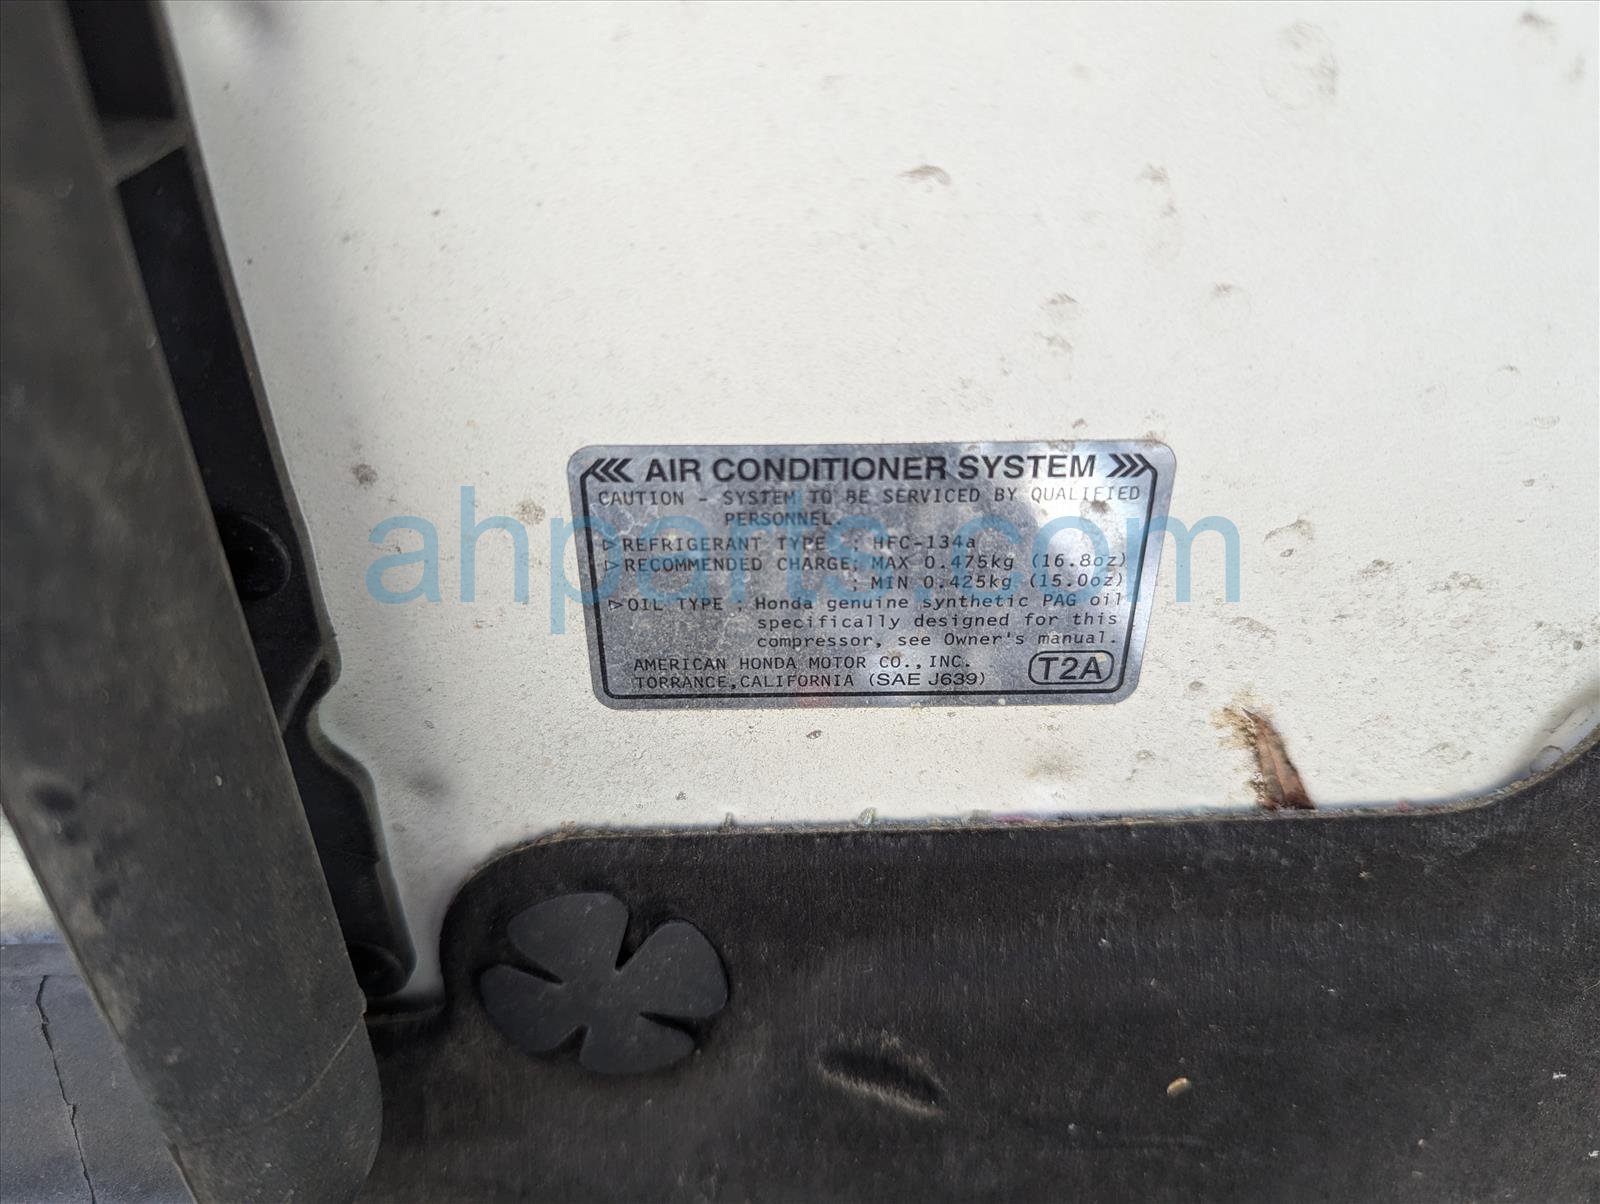 <<< AIR CONDITIONER SYSTEM >>>
CAUTION - SYSTEM TO BE SERVICED BY QUALIFIED
PERSONNEL.
▷REFRIGERANT TYPE : HFC-134a
▷RECOMMENDED CHARGE: MAX 0.475kg (16.8oz)
: MIN 0.425kg (15.0oz)
▷OIL TYPE : Honda genuine synthetic PAG oil
specifically designed for this
compressor, see Owner's manual.
AMERICAN HONDA MOTOR CO., INC.
TORRANCE,CALIFORNIA (SAE J639)
T2A
ahparts.com